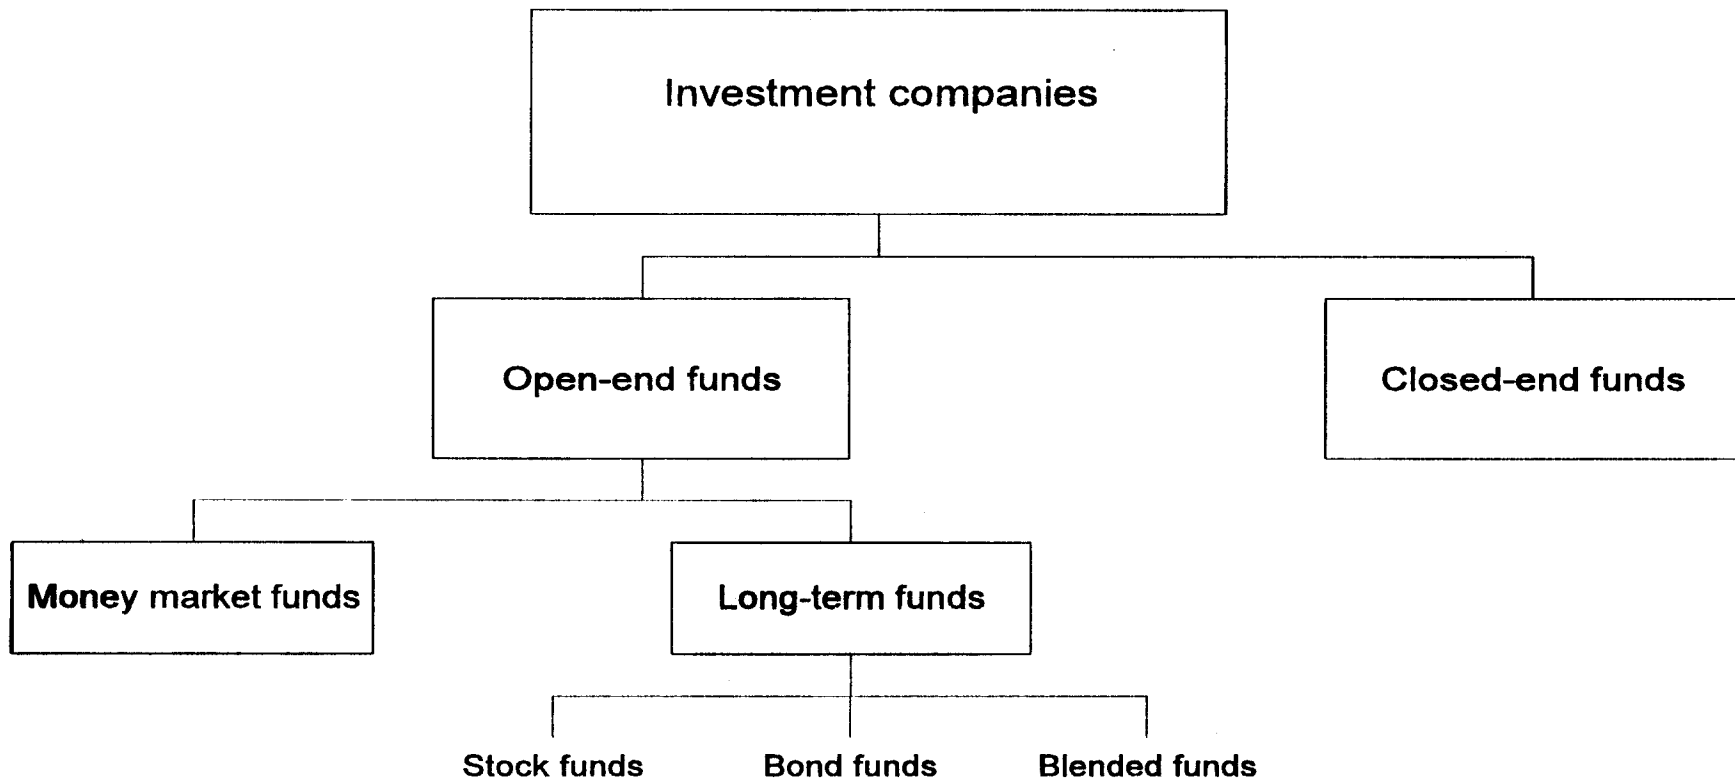 Investment companies
Open-end funds
Closed-end funds
Money market funds
Long-term funds
Stock funds
Bond funds
Blended funds